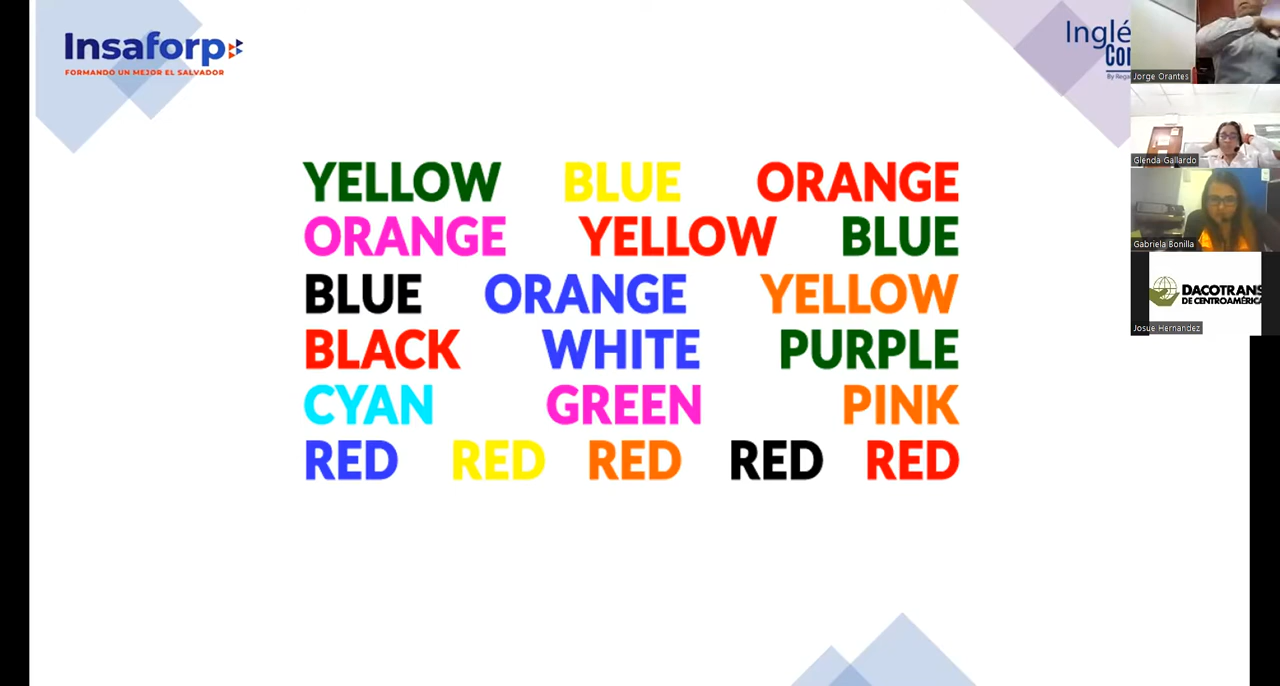 Insaforp
FORMANDO UN MEJOR EL SALVADOR
YELLOW BLUE ORANGE
ORANGE YELLOW BLUE
BLUE ORANGE YELLOW
BLACK WHITE PURPLE
CYAN GREEN PINK
RED RED RED RED RED
Jorge Orantes
Glenda Gallardo
Gabriela Bonilla
DACOTRANS
DE CENTROAMÉRICA
Josue Hernandez